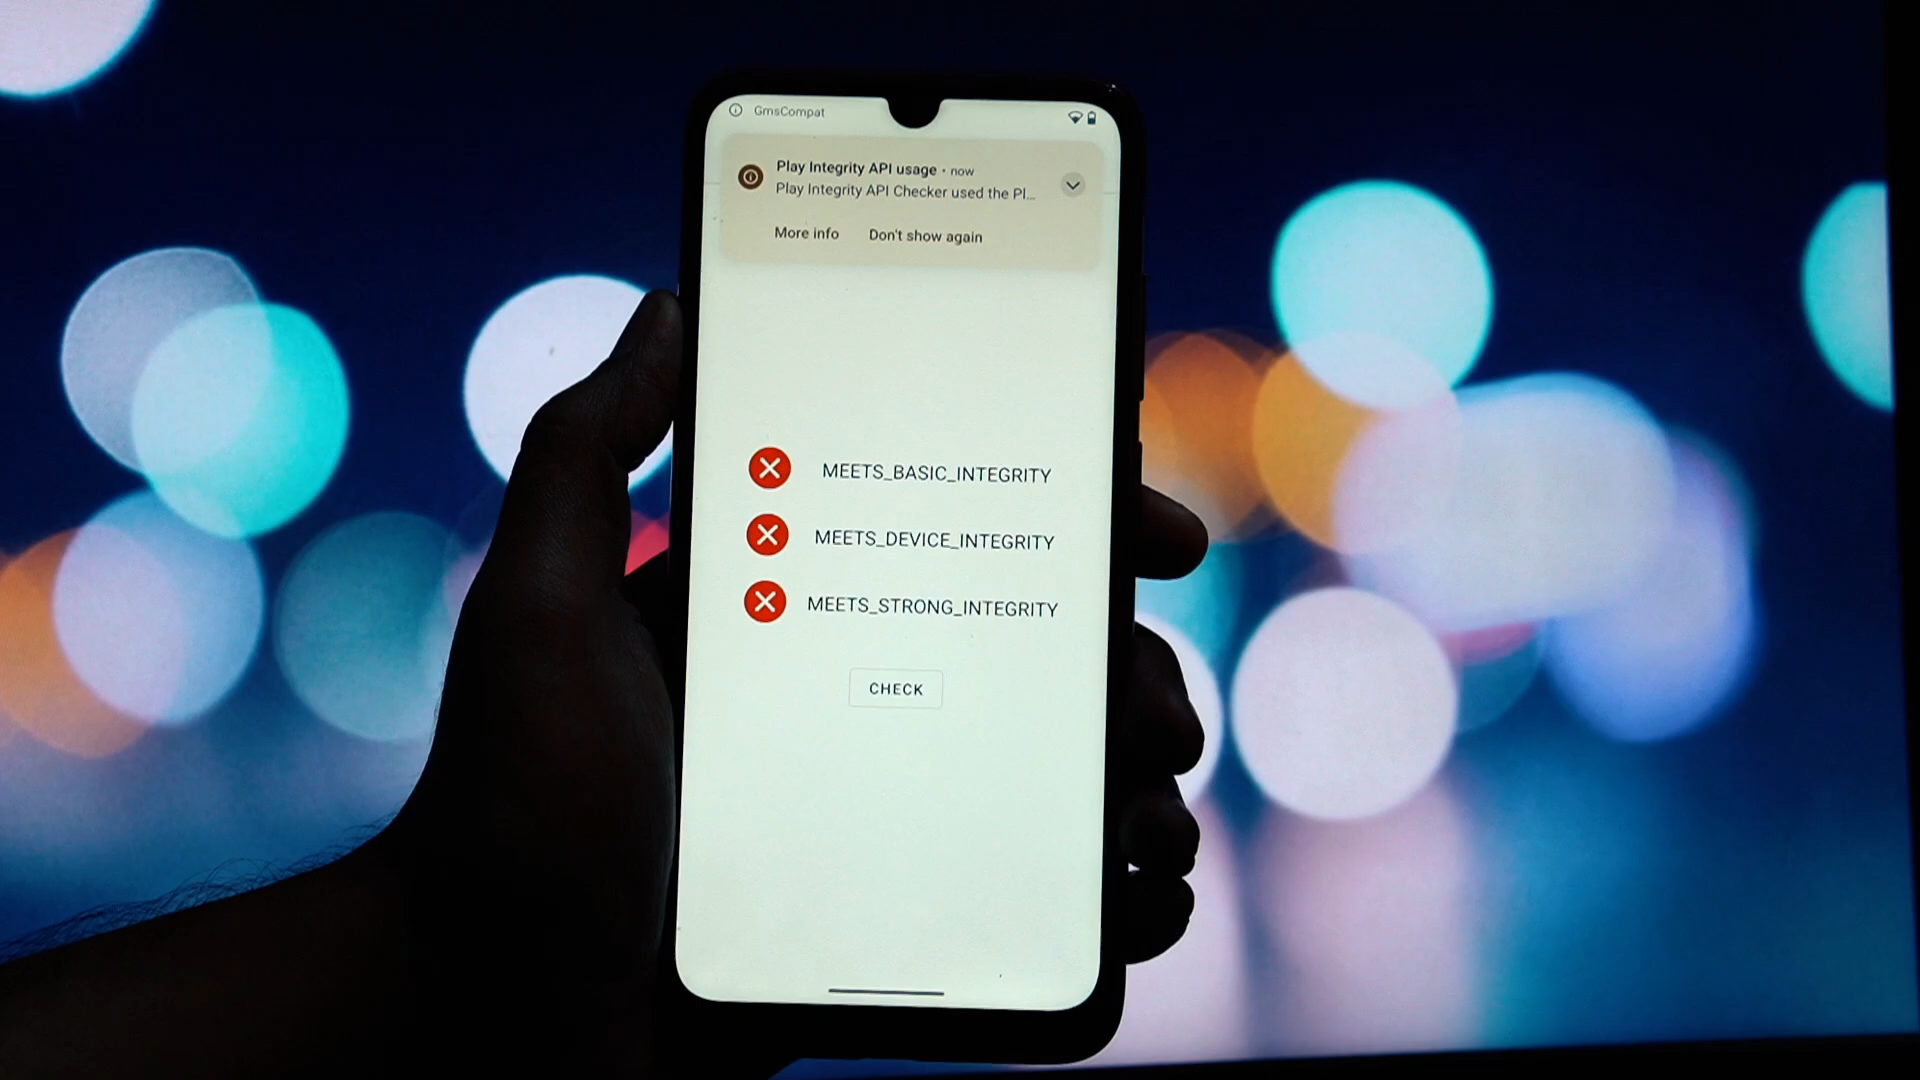 GmsCompat
Play Integrity API usage · now
Play Integrity API Checker used the Pl...
More info Don't show again
MEETS_BASIC_INTEGRITY
MEETS_DEVICE_INTEGRITY
MEETS_STRONG_INTEGRITY
CHECK